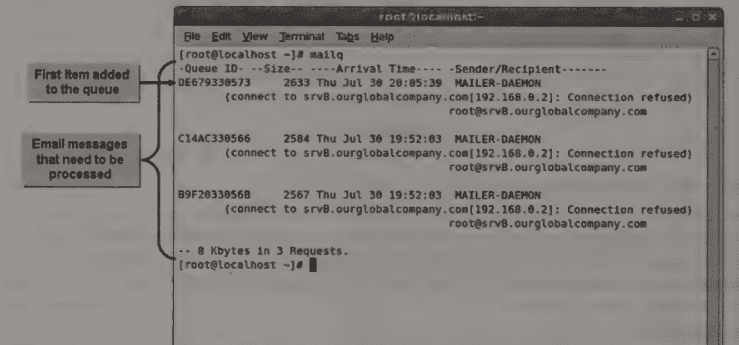 root@localhost:~
File Edit View Terminal Tabs Help
[root@localhost ~]# mailq
-Queue ID- --Size-- ----Arrival Time---- -Sender/Recipient-------
DE679330573 2633 Thu Jul 30 20:05:39 MAILER-DAEMON
(connect to srvB.ourglobalcompany.com[192.168.0.2]: Connection refused)
root@srvB.ourglobalcompany.com
C14AC330566 2584 Thu Jul 30 19:52:03 MAILER-DAEMON
(connect to srvB.ourglobalcompany.com[192.168.0.2]: Connection refused)
root@srvB.ourglobalcompany.com
B9F2033056B 2567 Thu Jul 30 19:52:03 MAILER-DAEMON
(connect to srvB.ourglobalcompany.com[192.168.0.2]: Connection refused)
root@srvB.ourglobalcompany.com
-- 8 Kbytes in 3 Requests.
[root@localhost ~]#
First item added
to the queue
Email messages
that need to be
processed